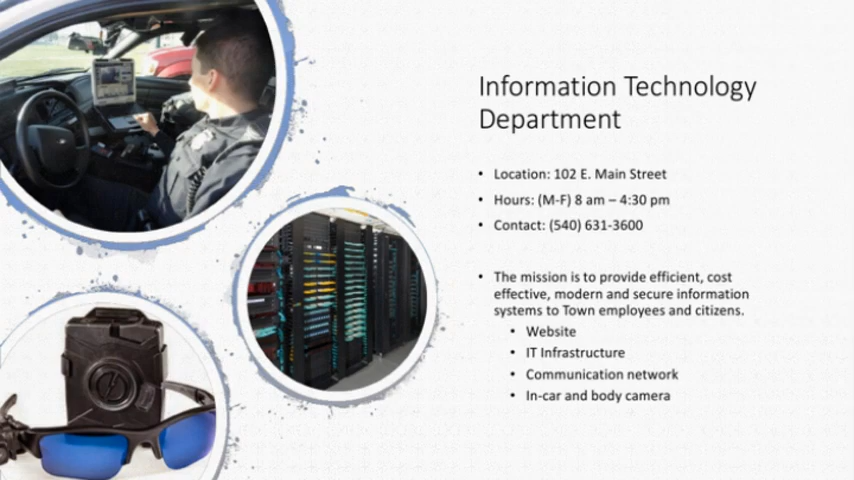 Information Technology
Department
• Location: 102 E. Main Street
• Hours: (M-F) 8 am – 4:30 pm
• Contact: (540) 631-3600
• The mission is to provide efficient, cost
effective, modern and secure information
systems to Town employees and citizens.
• Website
• IT Infrastructure
• Communication network
• In-car and body camera